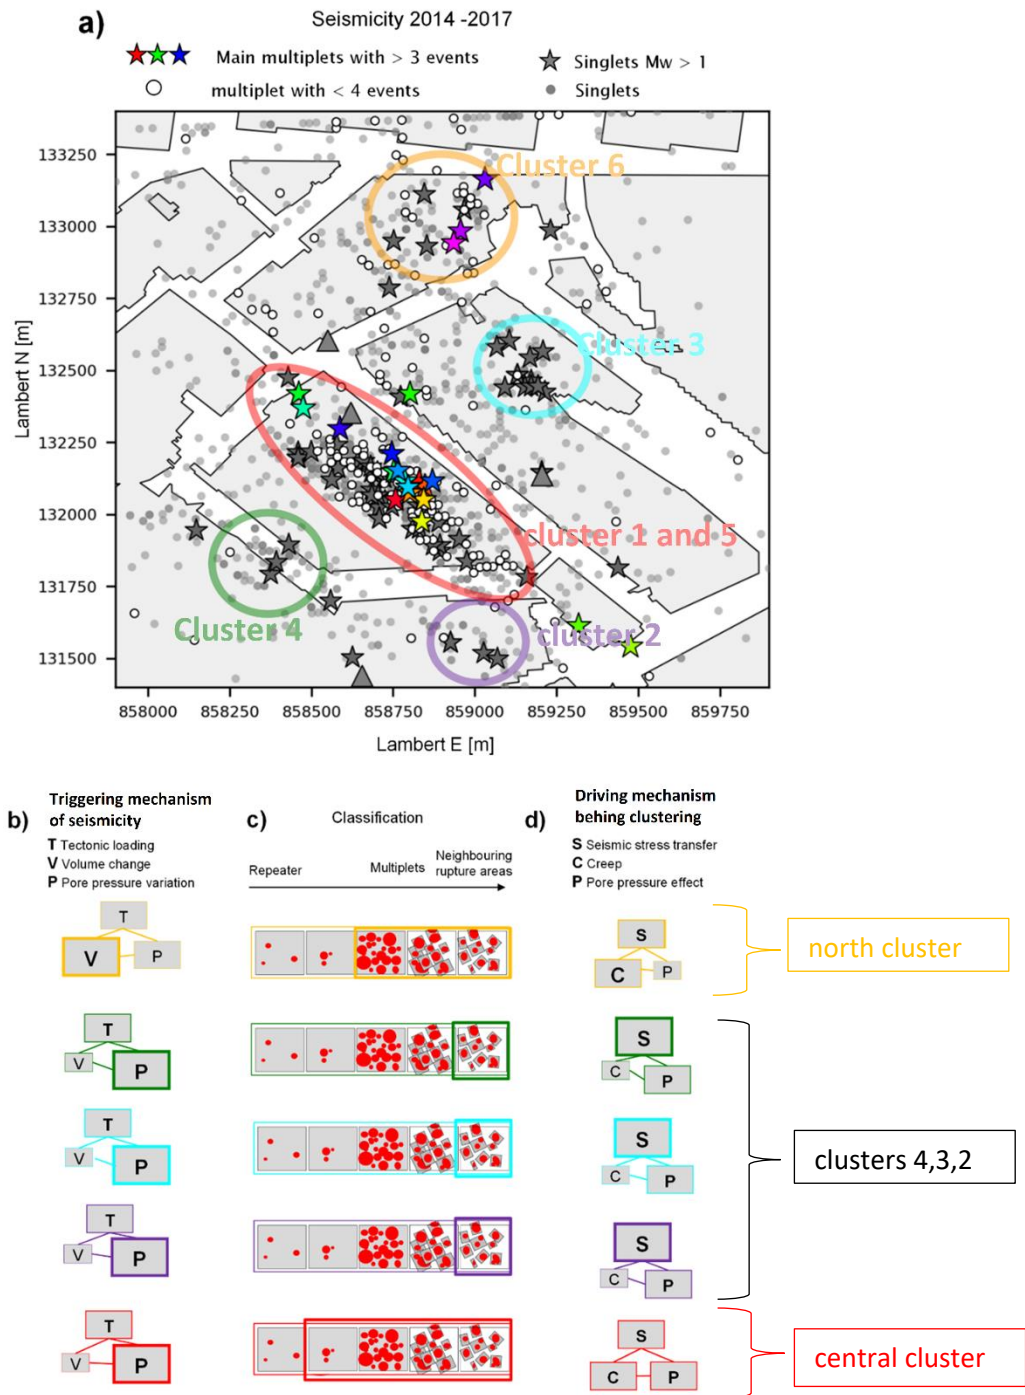 Seismicity 2014 -2017
a)
Main multiplets with > 3 events
Singlets Mw > 1
multiplet with < 4 events
Singlets
Cluster 6
Cluster 3
cluster 1 and 5
Cluster 4
cluster 2
133250
133000
132750
132500
132250
132000
131750
131500
Lambert N [m]
858000 858250 858500 858750 859000 859250 859500 859750
Lambert E [m]
b)
Triggering mechanism
of seismicity
T Tectonic loading
V Volume change
P Pore pressure variation
c)
Classification
Repeater
Multiplets
Neighbouring
rupture areas
d)
Driving mechanism
behing clustering
S Seismic stress transfer
C Creep
P Pore pressure effect
T
V P
S
C P
north cluster
T
V P
S
C P
T
V P
S
C P
clusters 4,3,2
T
V P
S
C P
T
V P
S
C P
central cluster